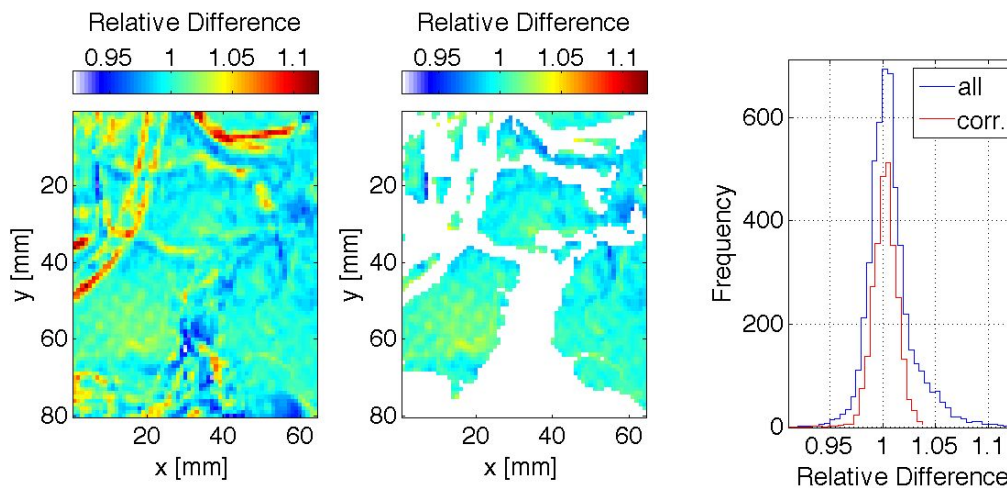 Relative Difference
0.95 1 1.05 1.1
20
40
60
80
y [mm]
20 40 60
x [mm]
Relative Difference
0.95 1 1.05 1.1
20
40
60
80
y [mm]
20 40 60
x [mm]
all
corr.
600
400
200
0
Frequency
0.95 1 1.05 1.1
Relative Difference